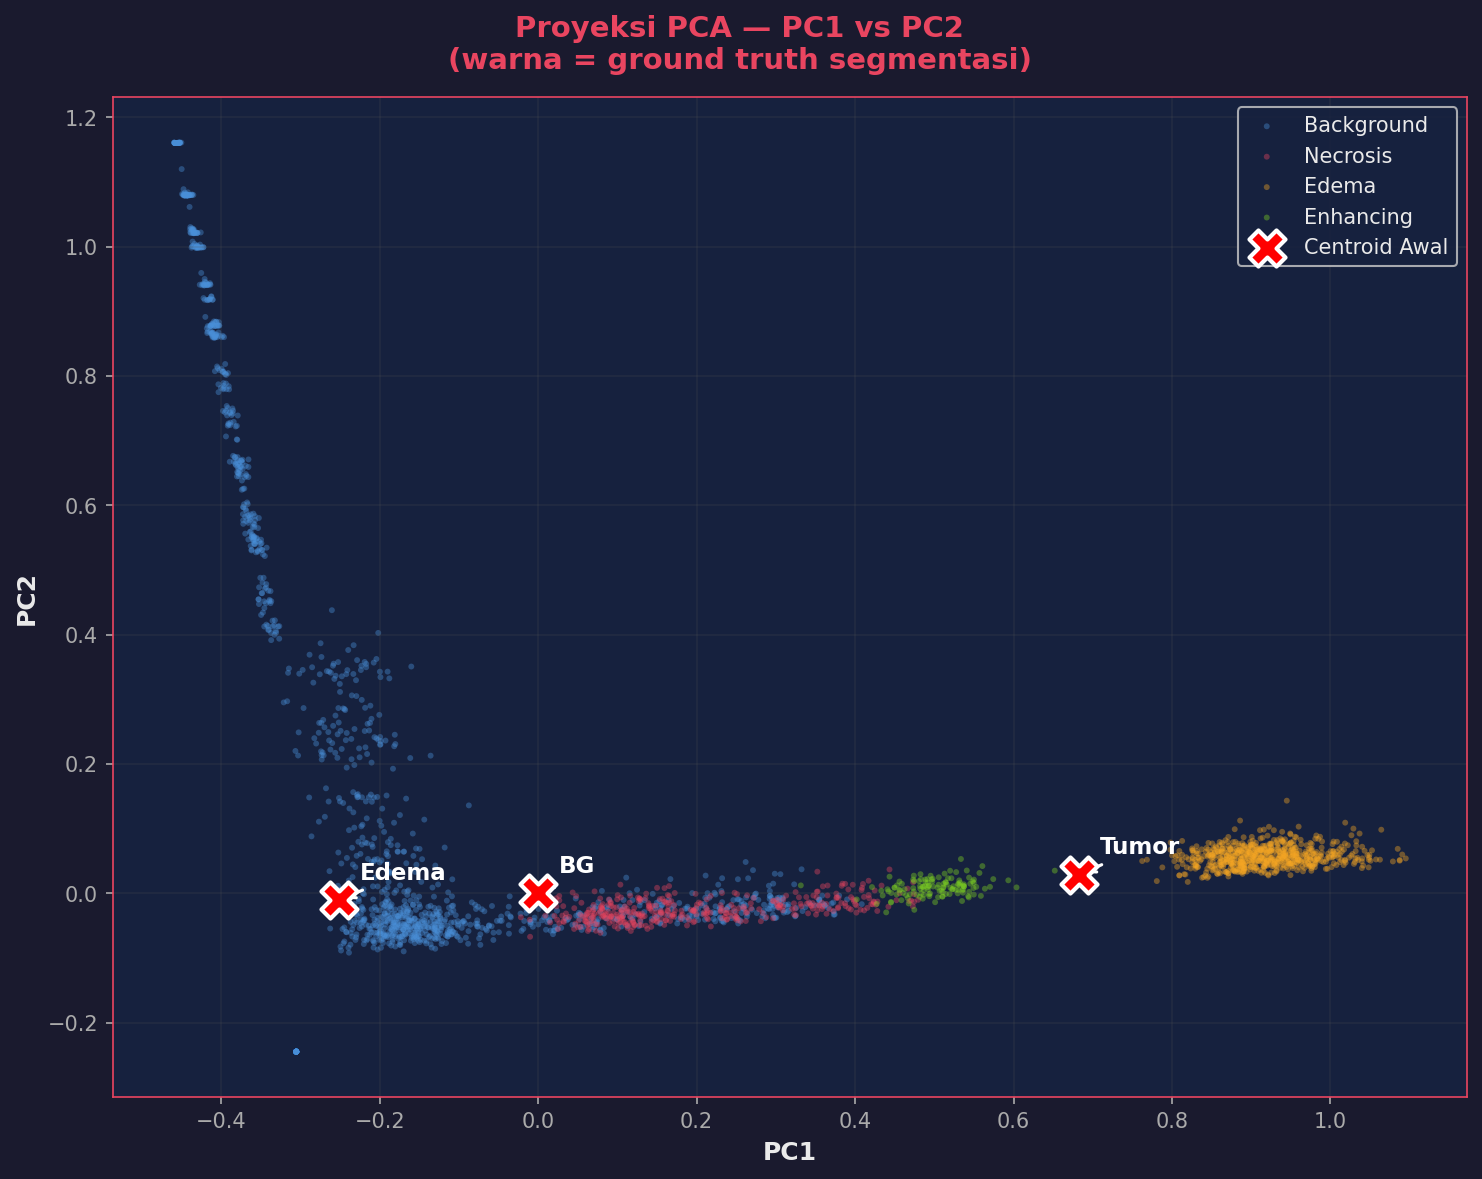 Proyeksi PCA — PC1 vs PC2
(warna = ground truth segmentasi)
Background
Necrosis
Edema
Enhancing
Centroid Awal
1.2
1.0
0.8
0.6
0.4
0.2
0.0
−0.2
PC2
Edema
BG
Tumor
−0.4
−0.2
0.0
0.2
0.4
0.6
0.8
1.0
PC1